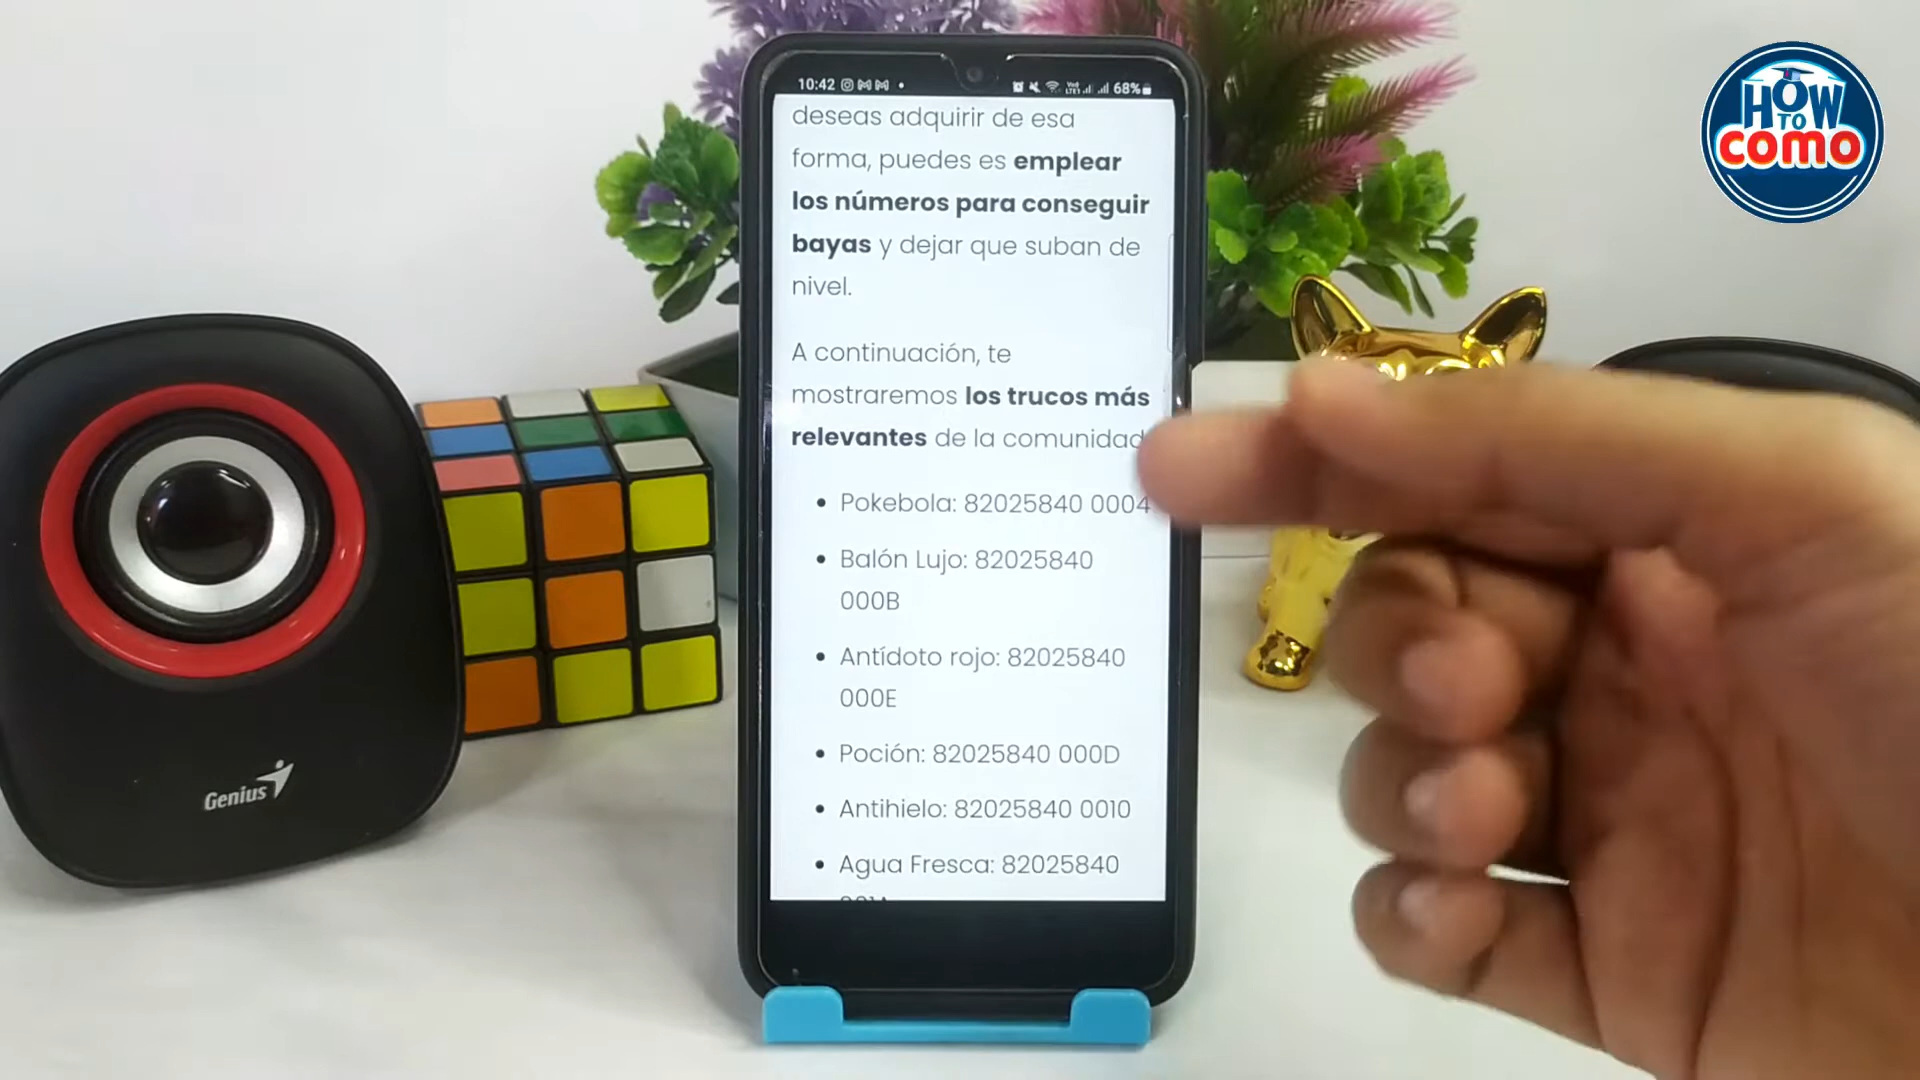 10:42
68%
deseas adquirir de esa
forma, puedes es emplear
los números para conseguir
bayas y dejar que suban de
nivel.
A continuación, te
mostraremos los trucos más
relevantes de la comunidad
Pokebola: 82025840 0004
Balón Lujo: 82025840
000B
Antídoto rojo: 82025840
000E
Poción: 82025840 000D
Antihielo: 82025840 0010
Agua Fresca: 82025840
HOW
TO
COMO
Genius